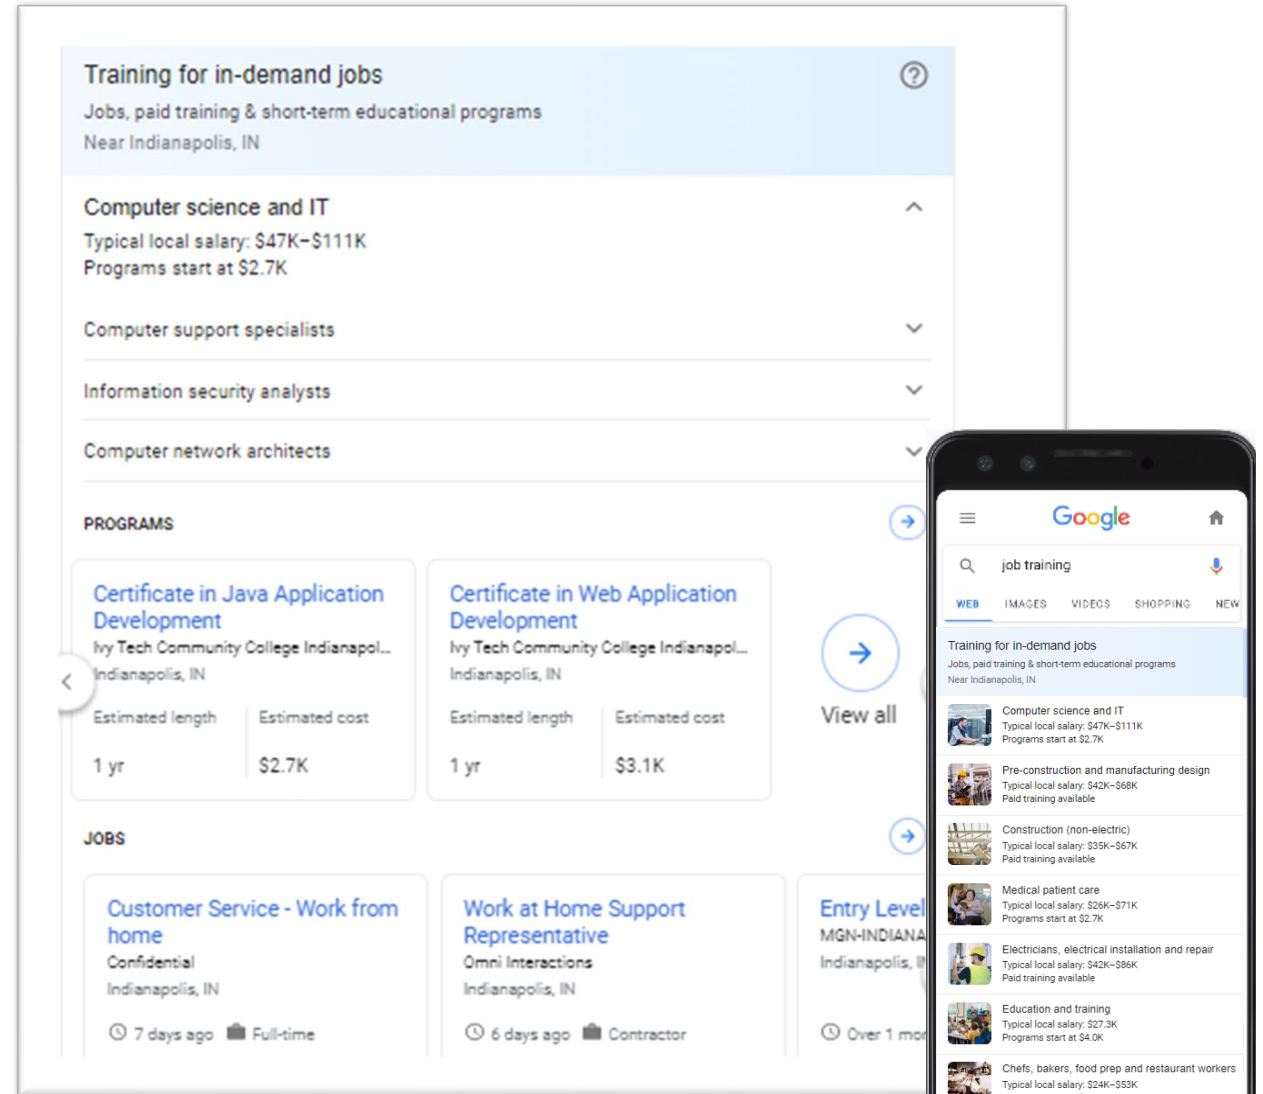 Training for in-demand jobs
Jobs, paid training & short-term educational programs
Near Indianapolis, IN
Computer science and IT
Typical local salary: $47K–$111K
Programs start at $2.7K
Computer support specialists
Information security analysts
Computer network architects
PROGRAMS
Certificate in Java Application
Development
Ivy Tech Community College Indianapol...
Indianapolis, IN
Estimated length
Estimated cost
1 yr
$2.7K
Certificate in Web Application
Development
Ivy Tech Community College Indianapol...
Indianapolis, IN
Estimated length
Estimated cost
1 yr
$3.1K
View all
JOBS
Customer Service - Work from
home
Confidential
Indianapolis, IN
7 days ago
Full-time
Work at Home Support
Representative
Omni Interactions
Indianapolis, IN
6 days ago
Contractor
Entry Level
MGN-INDIANA
Indianapolis, I
Over 1 mo
Google
job training
WEB
IMAGES
VIDEOS
SHOPPING
NEW
Training for in-demand jobs
Jobs, paid training & short-term educational programs
Near Indianapolis, IN
Computer science and IT
Typical local salary: $47K–$111K
Programs start at $2.7K
Pre-construction and manufacturing design
Typical local salary: $42K–$68K
Paid training available
Construction (non-electric)
Typical local salary: $35K–$67K
Paid training available
Medical patient care
Typical local salary: $26K–$71K
Programs start at $2.7K
Electricians, electrical installation and repair
Typical local salary: $42K–$86K
Paid training available
Education and training
Typical local salary: $27.3K
Programs start at $4.0K
Chefs, bakers, food prep and restaurant workers
Typical local salary: $24K–$53K